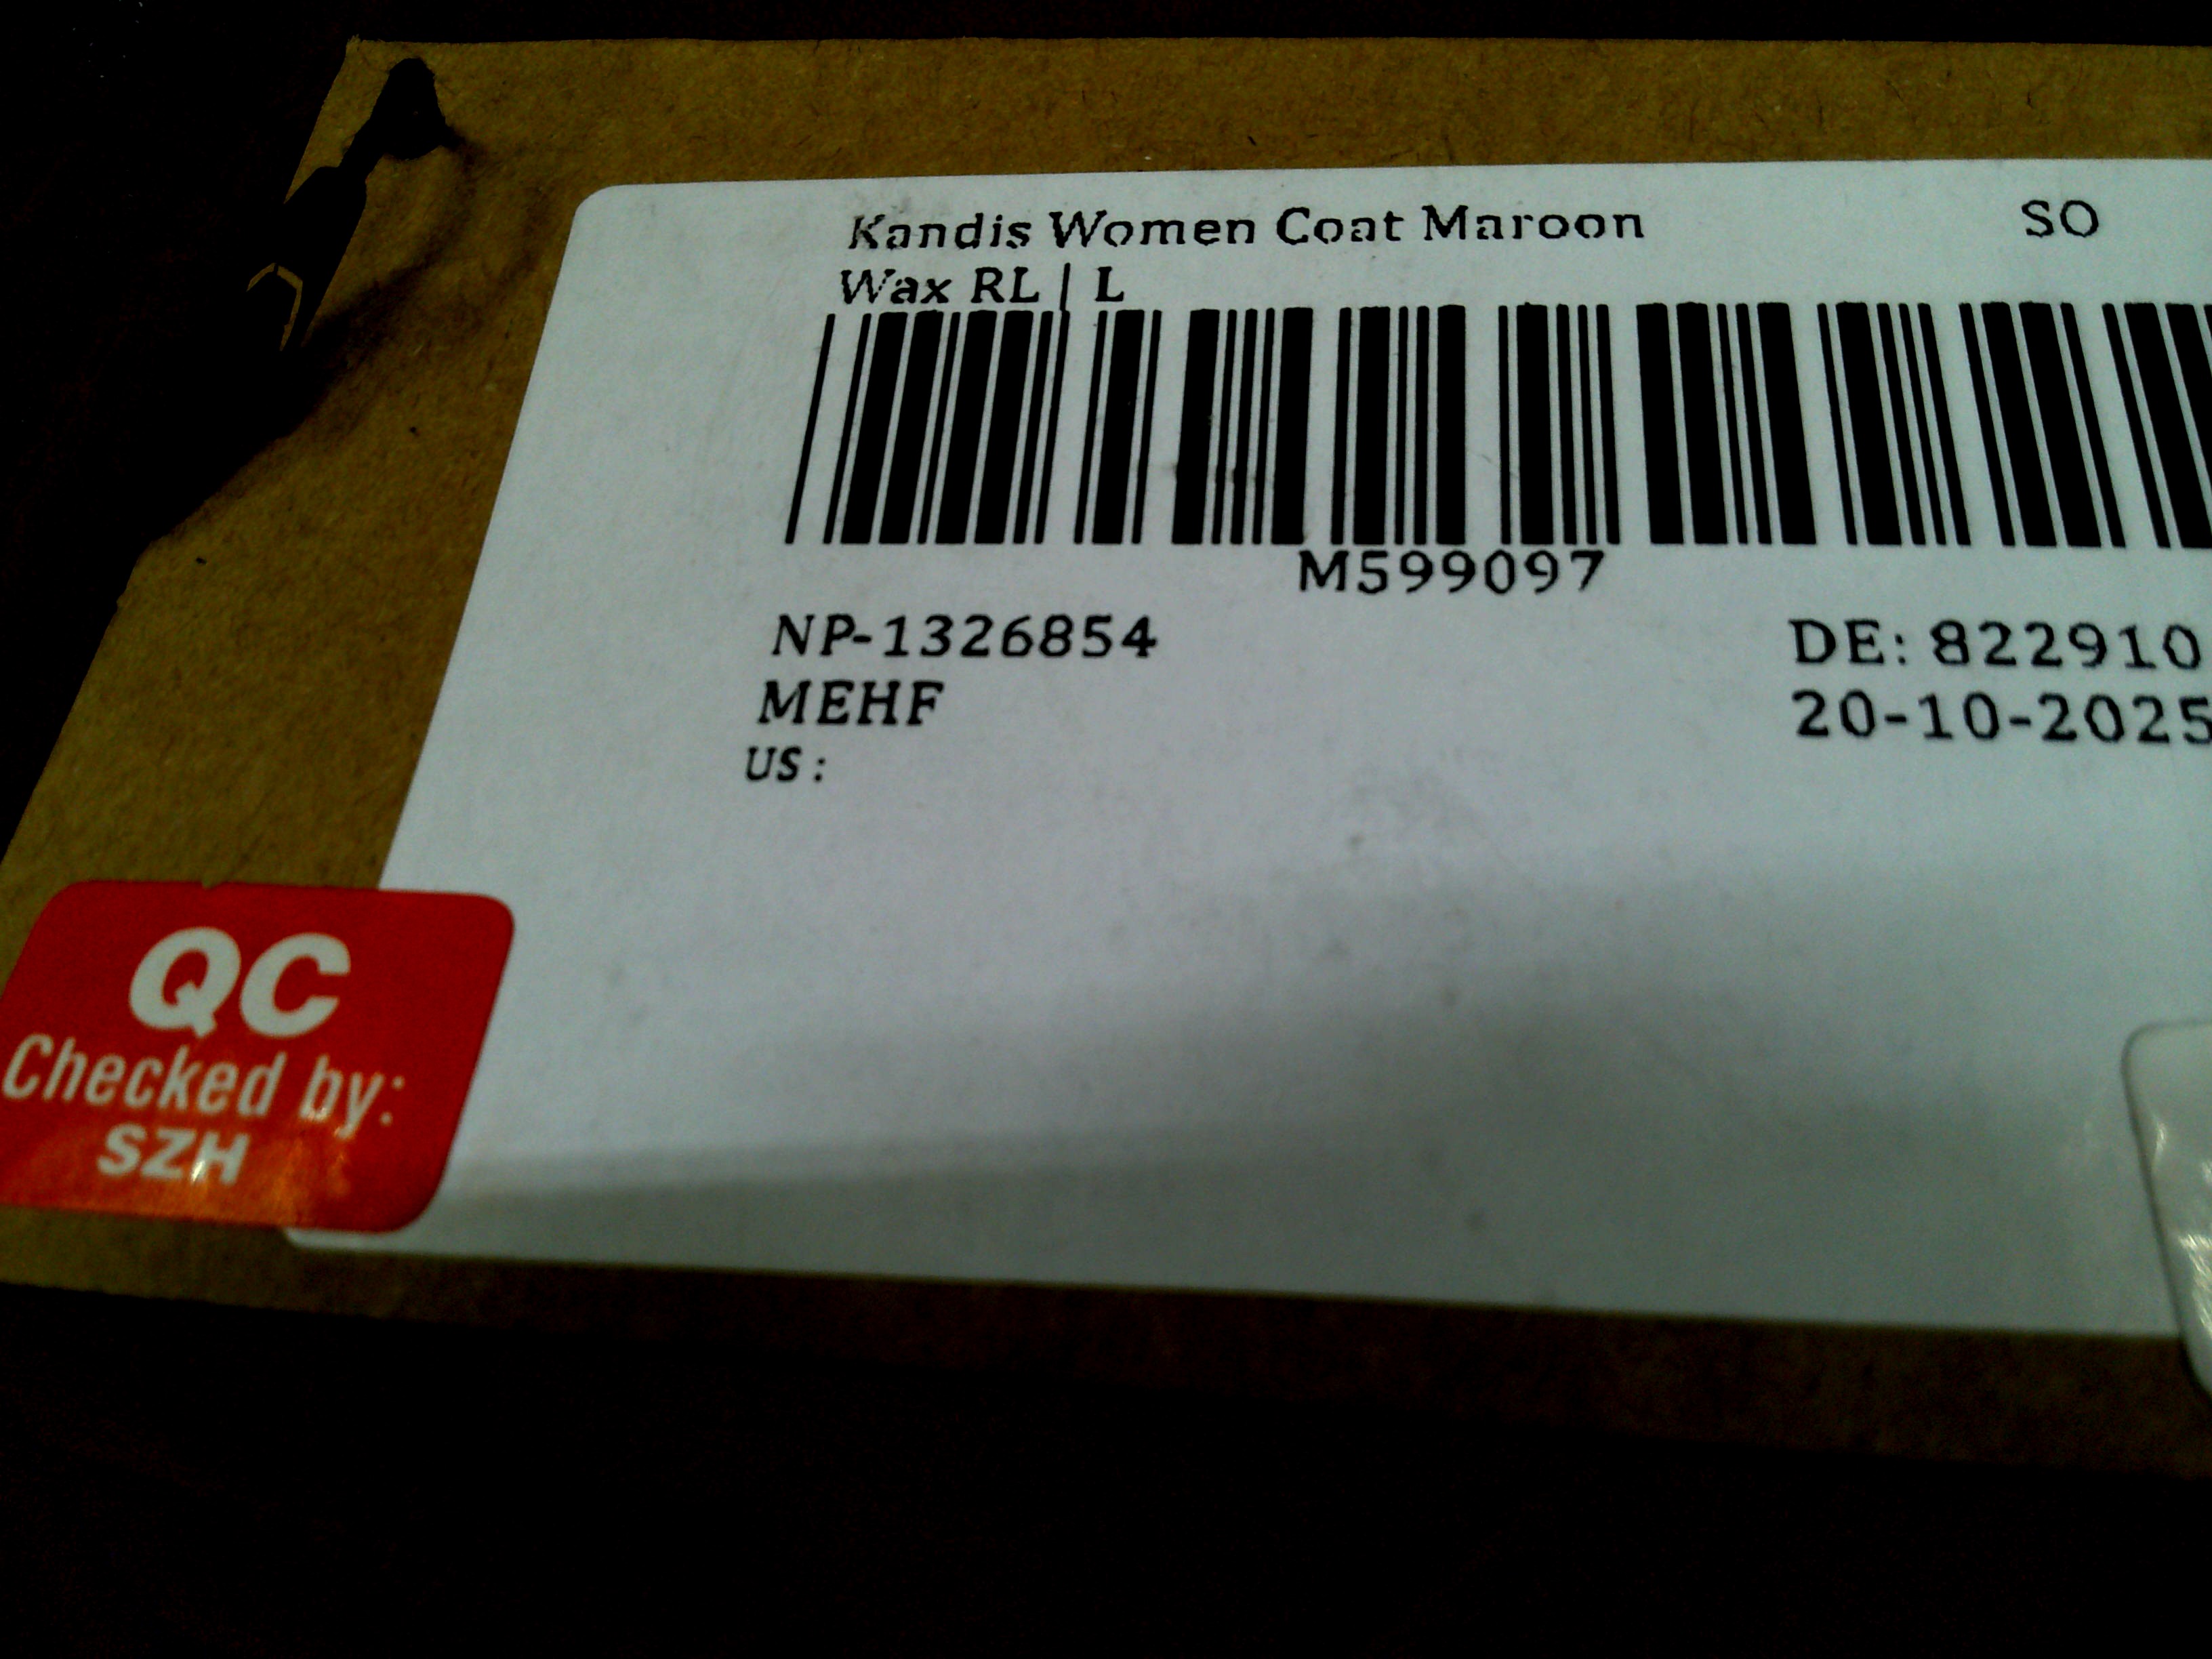 Kandis Women Coat Maroon SO
Wax RL | L
M599097
NP-1326854 DE: 822910
MEHF 20-10-2025
US :
QC
Checked by:
SZH